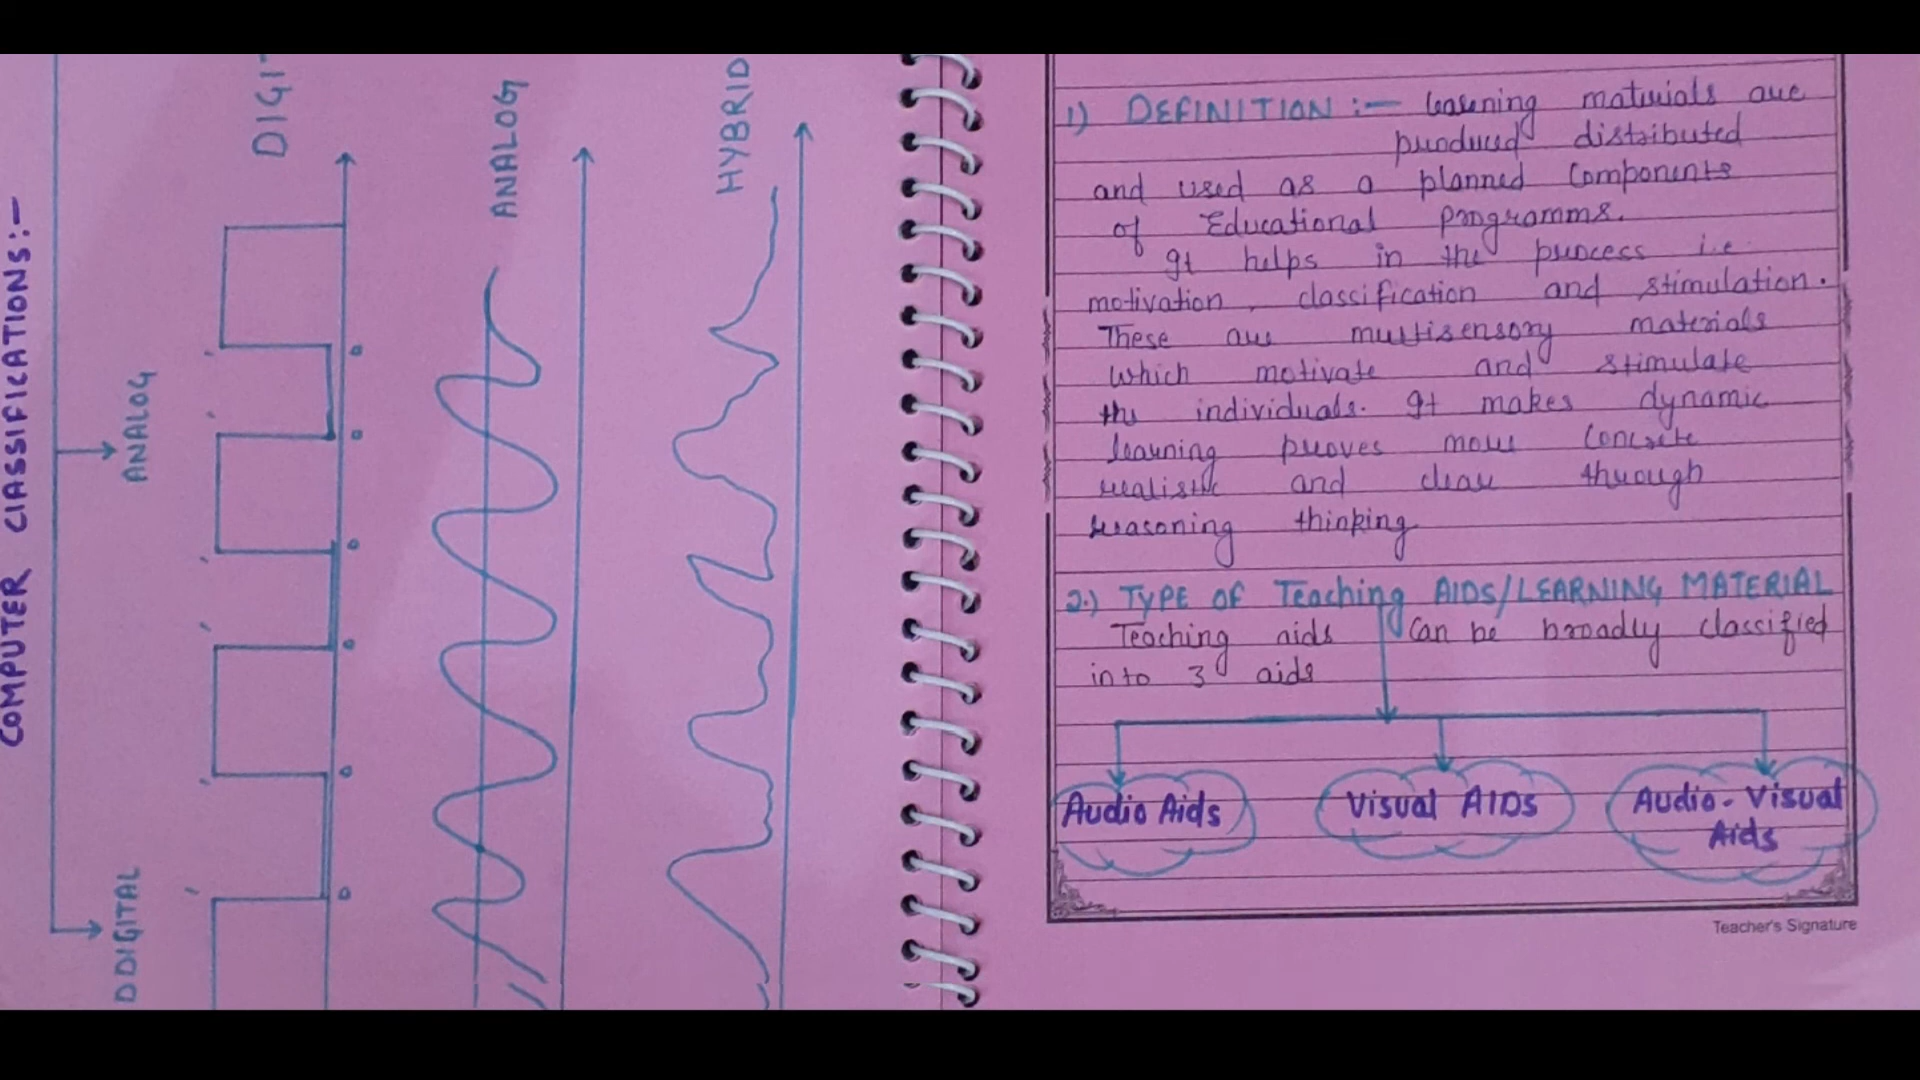 COMPUTER CLASSIFICATIONS:-
DDIGITAL
ANALOG
DIGIT
ANALOG
HYBRID
1) DEFINITION :- learning materials are
produced distributed
and used as a planned Components
of Educational programms.
It helps in the process i.e
motivation, classification and stimulation.
These are multisensory materials
which motivate and stimulate
the individuals. It makes dynamic
learning proves more concrete
realistic and clear through
reasoning thinking
2.) TYPE OF Teaching AIDS/LEARNING MATERIAL
Teaching aids Can be broadly classified
into 3 aids
Audio Aids
Visual AIDS
Audio-Visual
Aids
Teacher's Signature